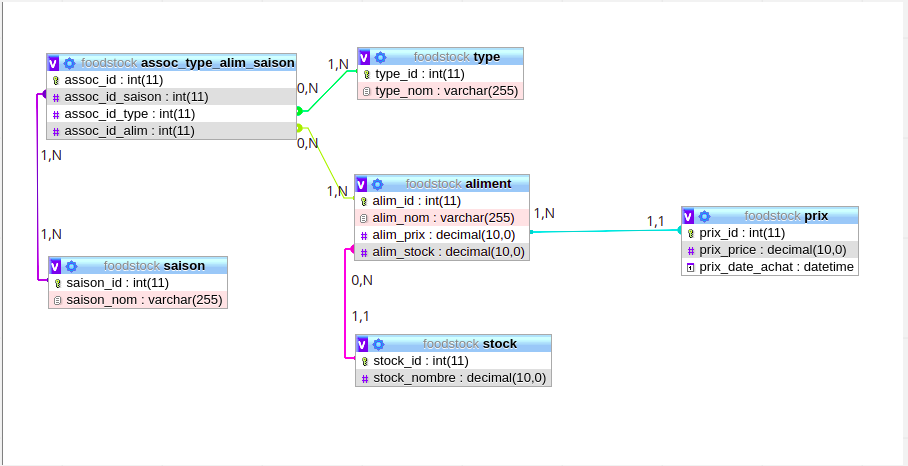 foodstock assoc_type_alim_saison
assoc_id : int(11)
assoc_id_saison : int(11)
assoc_id_type : int(11)
assoc_id_alim : int(11)
1,N
0,N
foodstock type
type_id : int(11)
type_nom : varchar(255)
0,N
1,N
foodstock aliment
alim_id : int(11)
alim_nom : varchar(255)
alim_prix : decimal(10,0)
alim_stock : decimal(10,0)
1,N
1,1
foodstock prix
prix_id : int(11)
prix_price : decimal(10,0)
prix_date_achat : datetime
1,N
1,N
foodstock saison
saison_id : int(11)
saison_nom : varchar(255)
0,N
1,1
foodstock stock
stock_id : int(11)
stock_nombre : decimal(10,0)